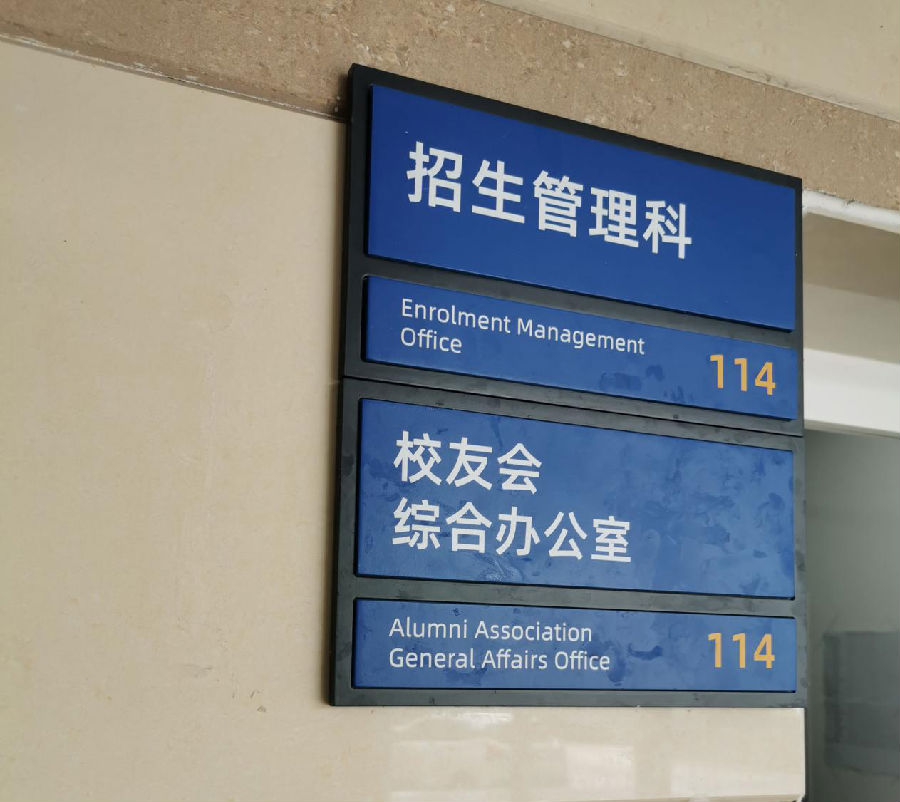 招生管理科
Enrolment Management
Office
114
校友会
综合办公室
Alumni Association
General Affairs Office
114